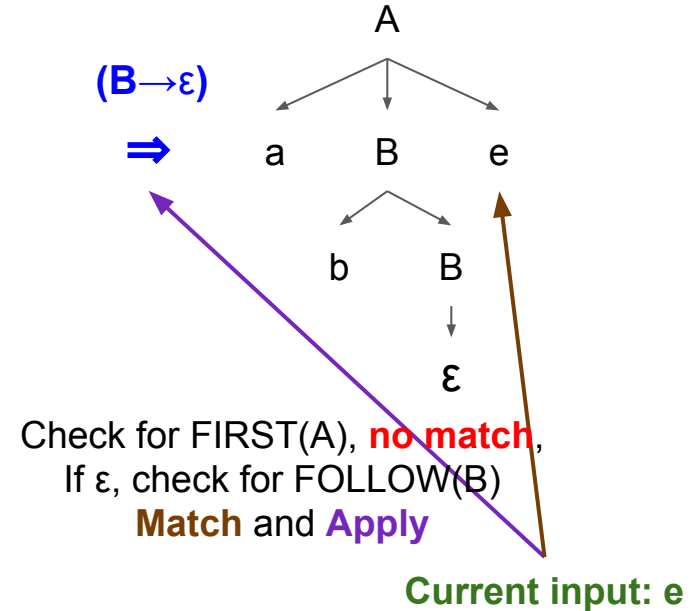 A
(B→ε)
⇒ a B e
b B
ε
Check for FIRST(A), no match,
If ε, check for FOLLOW(B)
Match and Apply
Current input: e